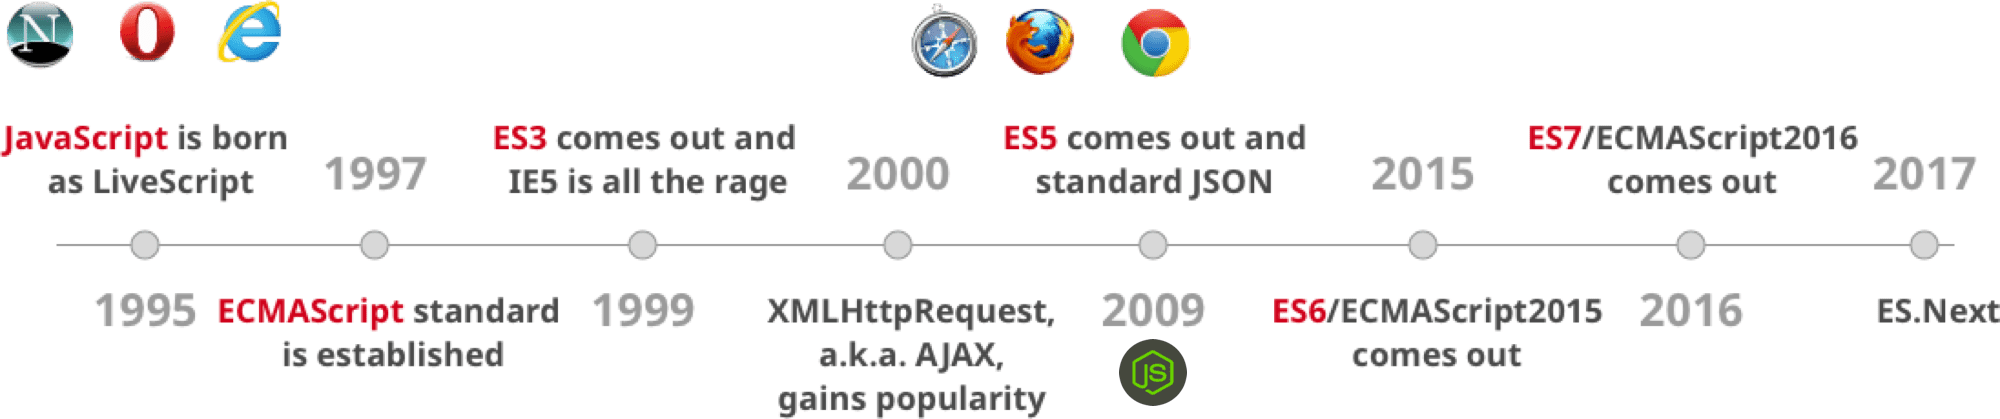 JavaScript is born
as LiveScript
1995
1997
ECMAScript standard
is established
ES3 comes out and
IE5 is all the rage
1999
2000
XMLHttpRequest,
a.k.a. AJAX,
gains popularity
ES5 comes out and
standard JSON
2009
JS
2015
ES6/ECMAScript2015
comes out
ES7/ECMAScript2016
comes out
2016
2017
ES.Next
N